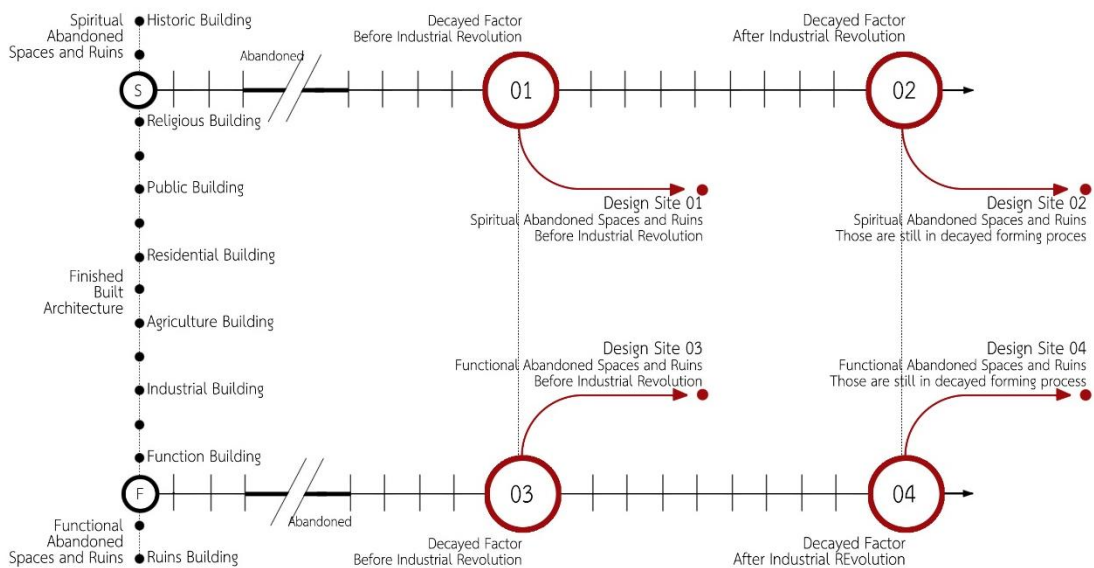 Spiritual
Abandoned
Spaces and Ruins
Historic Building
Abandoned
Decayed Factor
Before Industrial Revolution
Decayed Factor
After Industrial Revolution
S
01
02
Religious Building
Public Building
Residential Building
Finished
Built
Architecture
Agriculture Building
Industrial Building
Function Building
Design Site 01
Spiritual Abandoned Spaces and Ruins
Before Industrial Revolution
Design Site 02
Spiritual Abandoned Spaces and Ruins
Those are still in decayed forming proces
Design Site 03
Functional Abandoned Spaces and Ruins
Before Industrial Revolution
Design Site 04
Functional Abandoned Spaces and Ruins
Those are still in decayed forming process
F
03
04
Abandoned
Functional
Abandoned
Spaces and Ruins
Ruins Building
Decayed Factor
Before Industrial Revolution
Decayed Factor
After Industrial REvolution